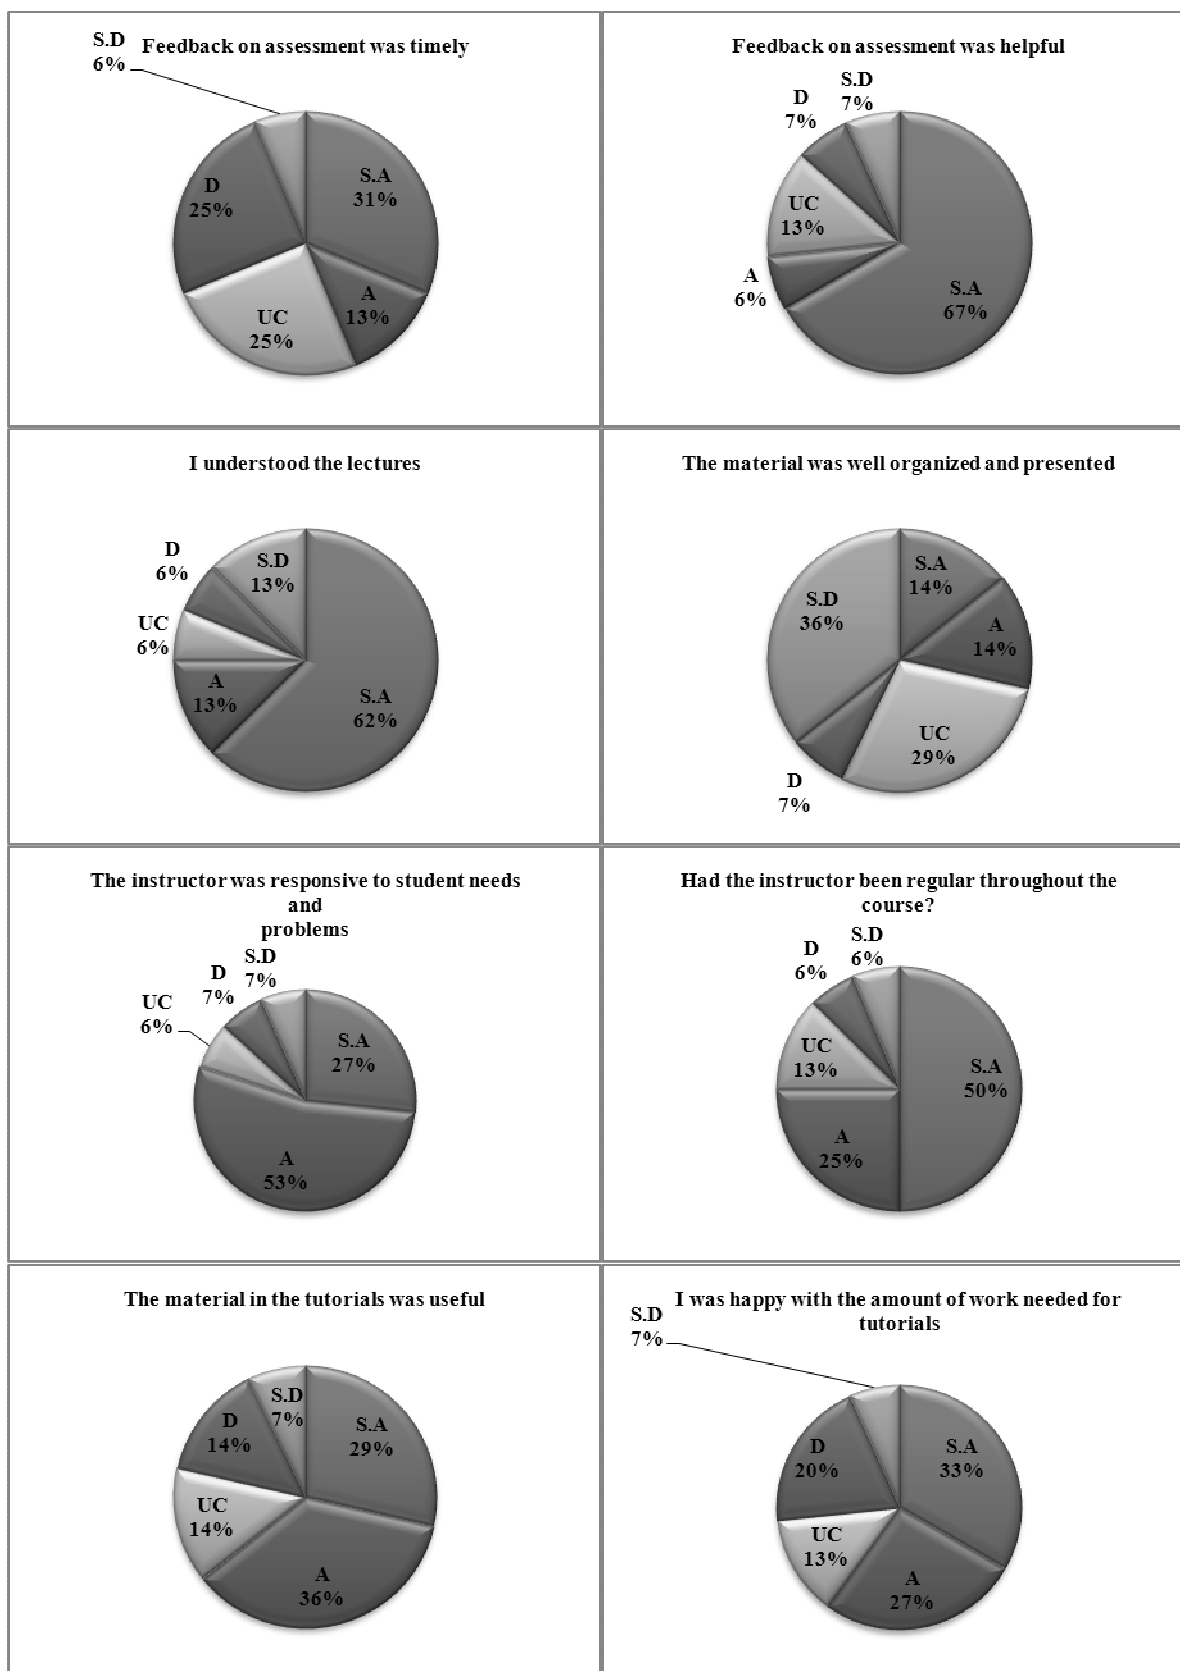 Feedback on assessment was timely
S.D
6%
S.A
31%
A
13%
UC
25%
D
25%
Feedback on assessment was helpful
S.D
7%
D
7%
UC
13%
A
6%
S.A
67%
I understood the lectures
S.D
13%
D
6%
UC
6%
A
13%
S.A
62%
The material was well organized and presented
S.A
14%
A
14%
UC
29%
D
7%
S.D
36%
The instructor was responsive to student needs
and
problems
S.D
7%
D
7%
UC
6%
S.A
27%
A
53%
Had the instructor been regular throughout the
course?
S.D
6%
D
6%
UC
13%
A
25%
S.A
50%
The material in the tutorials was useful
S.D
7%
S.A
29%
D
14%
UC
14%
A
36%
I was happy with the amount of work needed for
tutorials
S.D
7%
S.A
33%
D
20%
UC
13%
A
27%